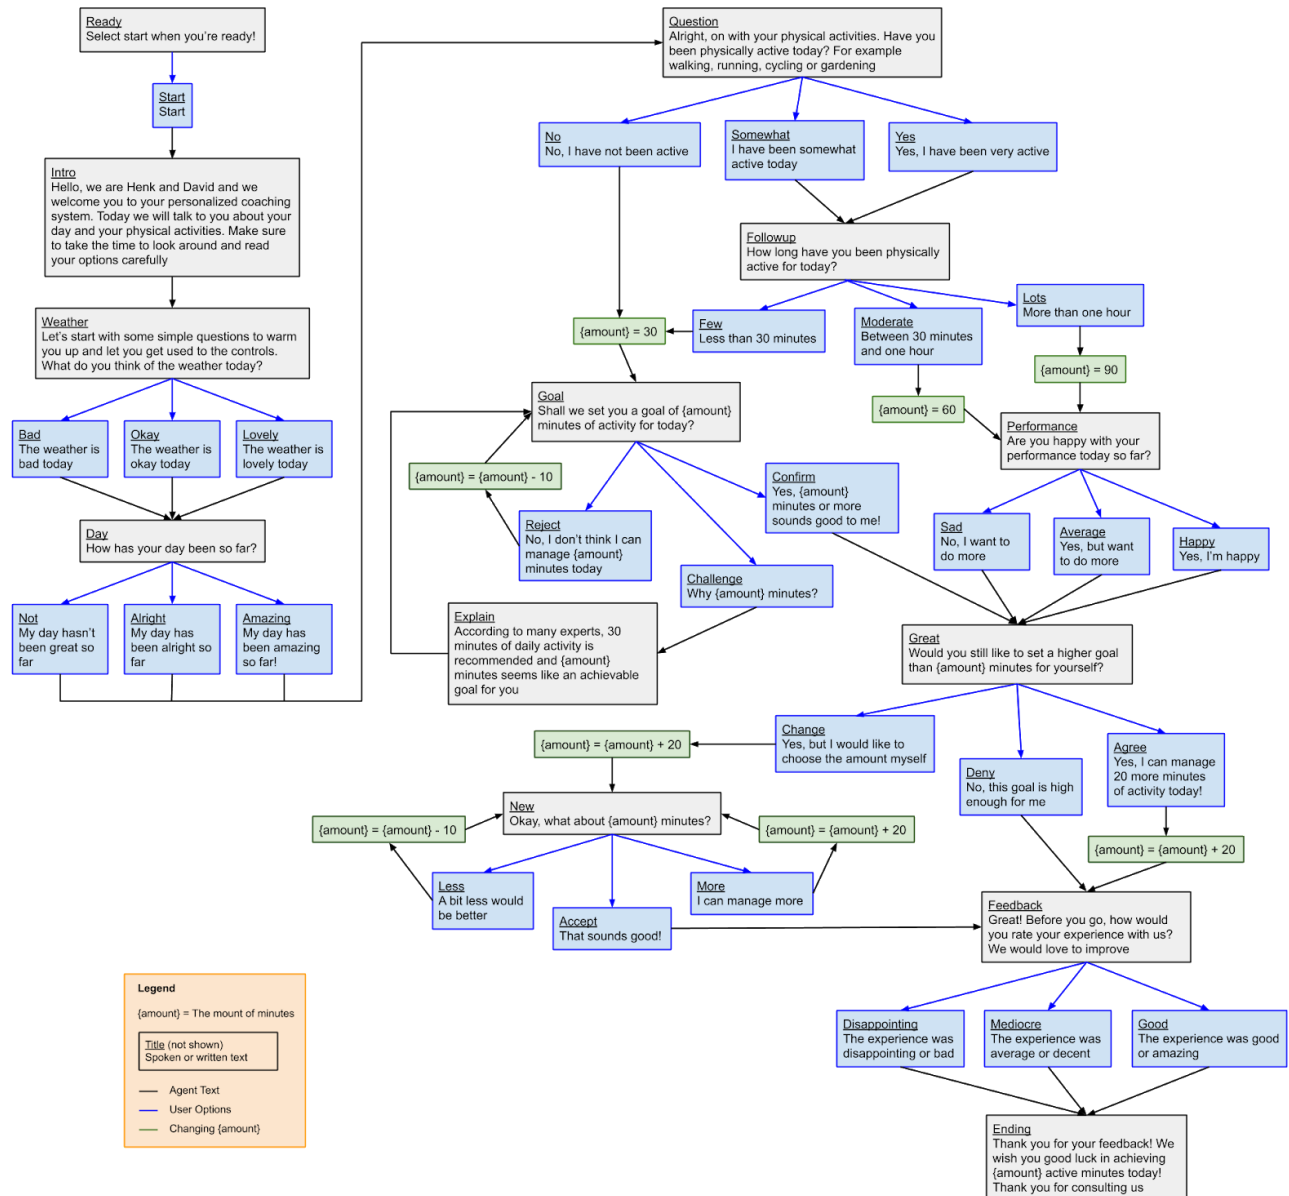 Ready
Select start when you're ready!
Start
Start
Intro
Hello, we are Henk and David and we
welcome you to your personalized coaching
system. Today we will talk to you about your
day and your physical activities. Make sure
to take the time to look around and read
your options carefully
Weather
Let's start with some simple questions to warm
you up and let you get used to the controls.
What do you think of the weather today?
Bad
The weather is
bad today
Okay
The weather is
okay today
Lovely
The weather is
lovely today
Day
How has your day been so far?
Not
My day hasn't
been great so
far
Alright
My day has
been alright so
far
Amazing
My day has
been amazing
so far!
Question
Alright, on with your physical activities. Have you
been physically active today? For example
walking, running, cycling or gardening
No
No, I have not been active
Somewhat
I have been somewhat
active today
Yes
Yes, I have been very active
Followup
How long have you been physically
active for today?
Few
Less than 30 minutes
Moderate
Between 30 minutes
and one hour
Lots
More than one hour
{amount} = 30
{amount} = 60
{amount} = 90
Goal
Shall we set you a goal of {amount}
minutes of activity for today?
{amount} = {amount} - 10
Reject
No, I don't think I can
manage {amount}
minutes today
Challenge
Why {amount} minutes?
Confirm
Yes, {amount}
minutes or more
sounds good to me!
Explain
According to many experts, 30
minutes of daily activity is
recommended and {amount}
minutes seems like an achievable
goal for you
Performance
Are you happy with your
performance today so far?
Sad
No, I want to
do more
Average
Yes, but want
to do more
Happy
Yes, I'm happy
Great
Would you still like to set a higher goal
than {amount} minutes for yourself?
Change
Yes, but I would like to
choose the amount myself
Deny
No, this goal is high
enough for me
Agree
Yes, I can manage
20 more minutes
of activity today!
{amount} = {amount} + 20
{amount} = {amount} + 20
New
Okay, what about {amount} minutes?
{amount} = {amount} - 10
{amount} = {amount} + 20
Less
A bit less would
be better
Accept
That sounds good!
More
I can manage more
Feedback
Great! Before you go, how would
you rate your experience with us?
We would love to improve
Disappointing
The experience was
disappointing or bad
Mediocre
The experience was
average or decent
Good
The experience was good
or amazing
Ending
Thank you for your feedback! We
wish you good luck in achieving
{amount} active minutes today!
Thank you for consulting us
Legend
{amount} = The mount of minutes
Title (not shown)
Spoken or written text
Agent Text
User Options
Changing {amount}